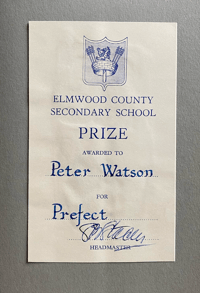 ELMWOOD COUNTY
SECONDARY SCHOOL
PRIZE
AWARDED TO
Peter Watson
FOR
Prefect
HEADMASTER